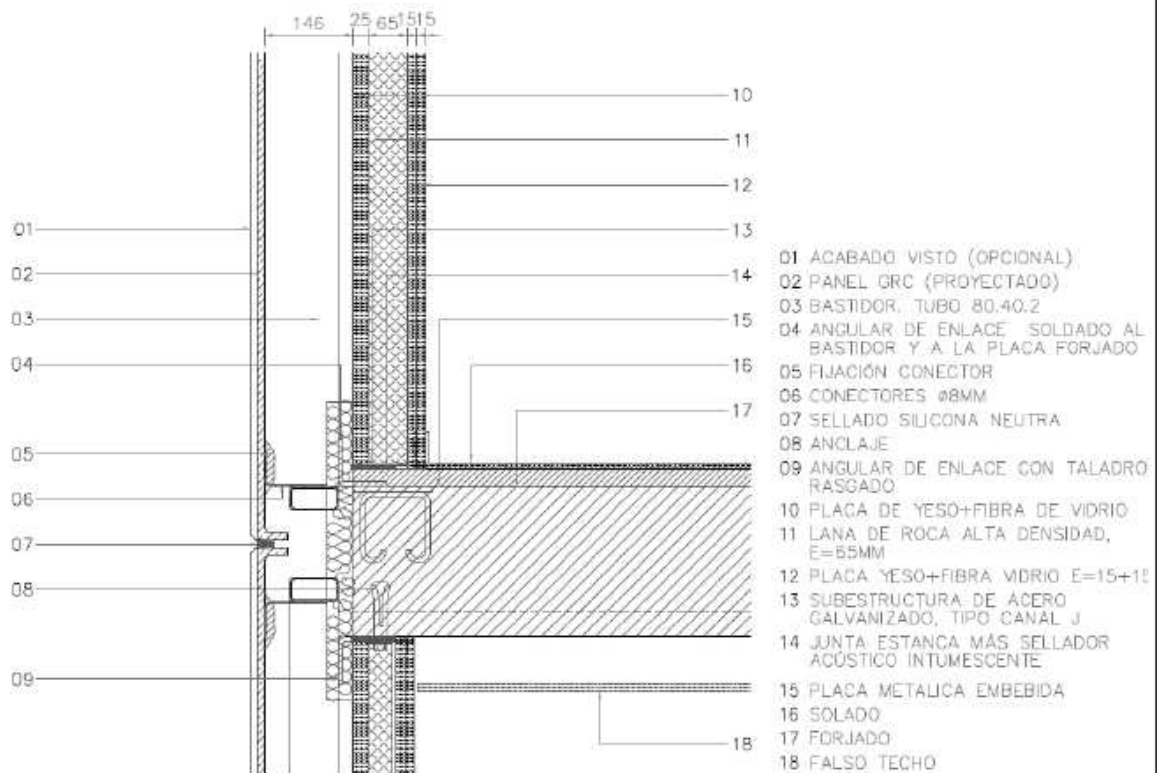 146 25 65 15 15
10
11
12
13
14
15
16
17
18
01
02
03
04
05
06
07
08
09
01 ACABADO VISTO (OPCIONAL)
02 PANEL GRC (PROYECTADO)
03 BASTIDOR. TUBO 80.40.2
04 ANGULAR DE ENLACE SOLDADO AL
BASTIDOR Y A LA PLACA FORJADO
05 FIJACIÓN CONECTOR
06 CONECTORES ø8MM
07 SELLADO SILICONA NEUTRA
08 ANCLAJE
09 ANGULAR DE ENLACE CON TALADRO
RASGADO
10 PLACA DE YESO+FIBRA DE VIDRIO
11 LANA DE ROCA ALTA DENSIDAD,
E=65MM
12 PLACA YESO+FIBRA VIDRIO E=15+15
13 SUBESTRUCTURA DE ACERO
GALVANIZADO, TIPO CANAL J
14 JUNTA ESTANCA MÁS SELLADOR
ACÚSTICO INTUMESCENTE
15 PLACA METALICA EMBEBIDA
16 SOLADO
17 FORJADO
18 FALSO TECHO